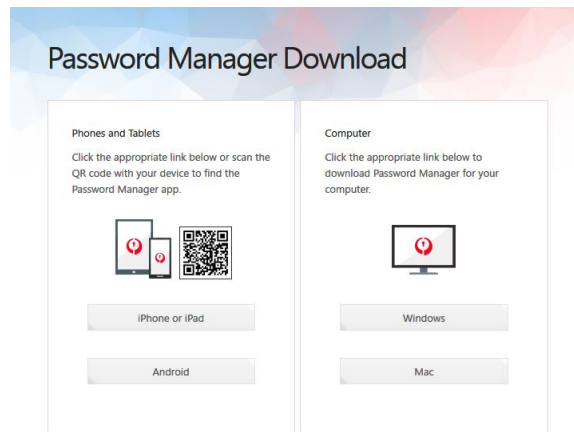 Password Manager Download
Phones and Tablets
Click the appropriate link below or scan the
QR code with your device to find the
Password Manager app.
iPhone or iPad
Android
Computer
Click the appropriate link below to
download Password Manager for your
computer.
Windows
Mac